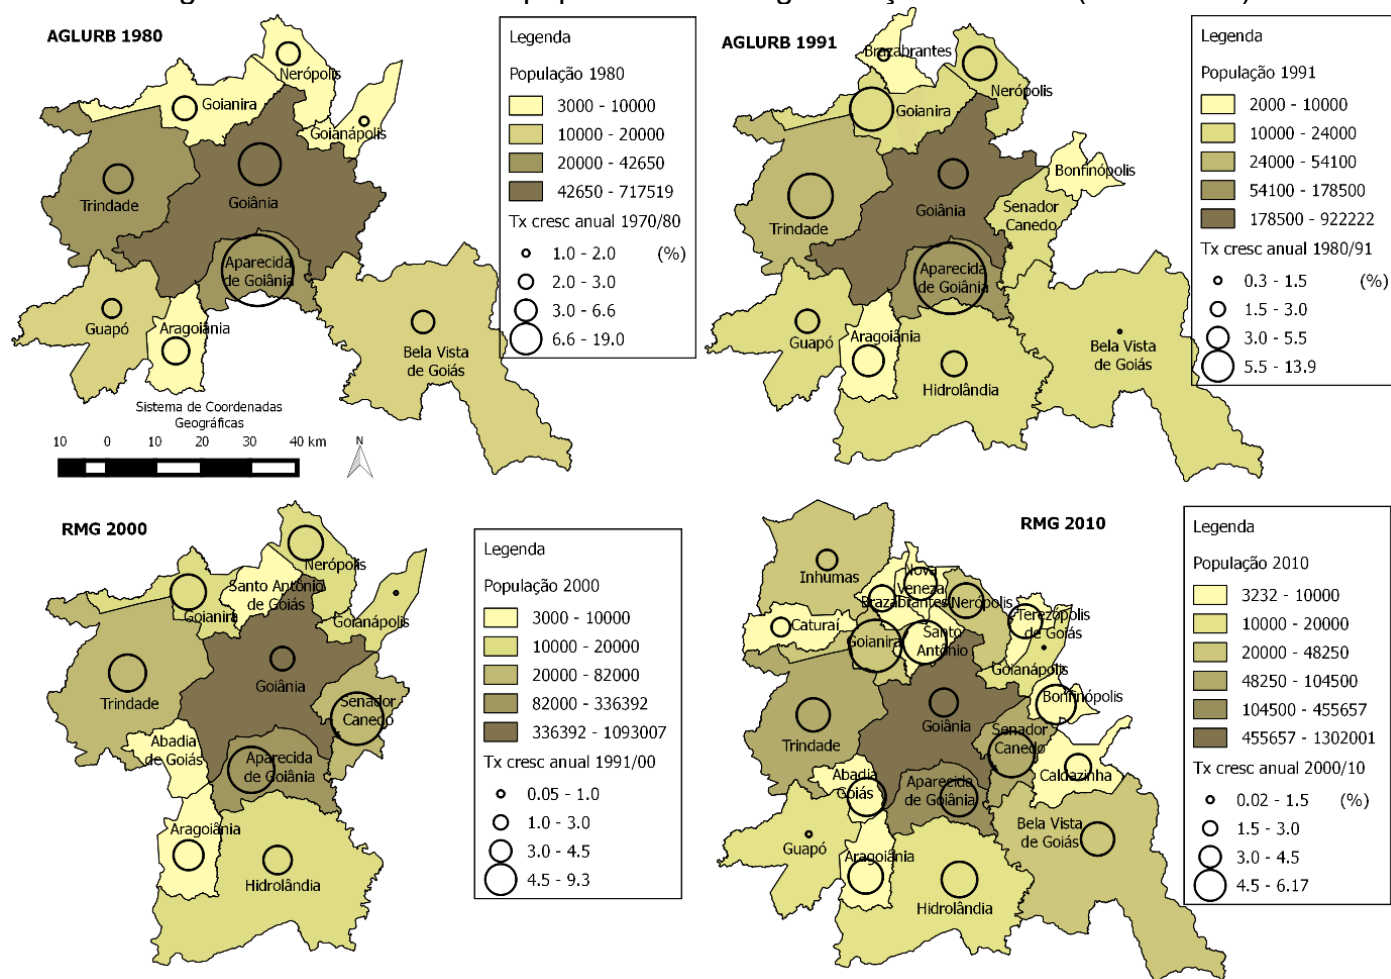 AGLURB 1980
Nerópolis
Goianira
Goianápolis
Trindade
Goiânia
Aparecida
de Goiânia
Guapó
Aragoiânia
Bela Vista
de Goiás
Sistema de Coordenadas
Geográficas
10 0 10 20 30 40 km
N
Legenda
População 1980
3000 - 10000
10000 - 20000
20000 - 42650
42650 - 717519
Tx cresc anual 1970/80
1.0 - 2.0 (%)
2.0 - 3.0
3.0 - 6.6
6.6 - 19.0
AGLURB 1991
Brazabrantes
Nerópolis
Goianira
Bonfinópolis
Goiânia
Senador
Canedo
Trindade
Aparecida
de Goiânia
Guapó
Aragoiânia
Hidrolândia
Bela Vista
de Goiás
Legenda
População 1991
2000 - 10000
10000 - 24000
24000 - 54100
54100 - 178500
178500 - 922222
Tx cresc anual 1980/91
0.3 - 1.5 (%)
1.5 - 3.0
3.0 - 5.5
5.5 - 13.9
RMG 2000
Nerópolis
Santo Antônio
de Goiás
Goianira
Goianápolis
Goiânia
Trindade
Senador
Canedo
Abadia
de Goiás
Aparecida
de Goiânia
Aragoiânia
Hidrolândia
Legenda
População 2000
3000 - 10000
10000 - 20000
20000 - 82000
82000 - 336392
336392 - 1093007
Tx cresc anual 1991/00
0.05 - 1.0
1.0 - 3.0
3.0 - 4.5
4.5 - 9.3
RMG 2010
Inhumas
Nova
Veneza
Brazabrantes
Nerópolis
Terezópolis
de Goiás
Caturaí
Goianira
Santo
Antônio
Goianápolis
Bonfinópolis
Goiânia
Trindade
Senador
Canedo
Caldazinha
Abadia
Goiás
Aparecida
de Goiânia
Bela Vista
de Goiás
Guapó
Aragoiânia
Hidrolândia
Legenda
População 2010
3232 - 10000
10000 - 20000
20000 - 48250
48250 - 104500
104500 - 455657
455657 - 1302001
Tx cresc anual 2000/10
0.02 - 1.5 (%)
1.5 - 3.0
3.0 - 4.5
4.5 - 6.17